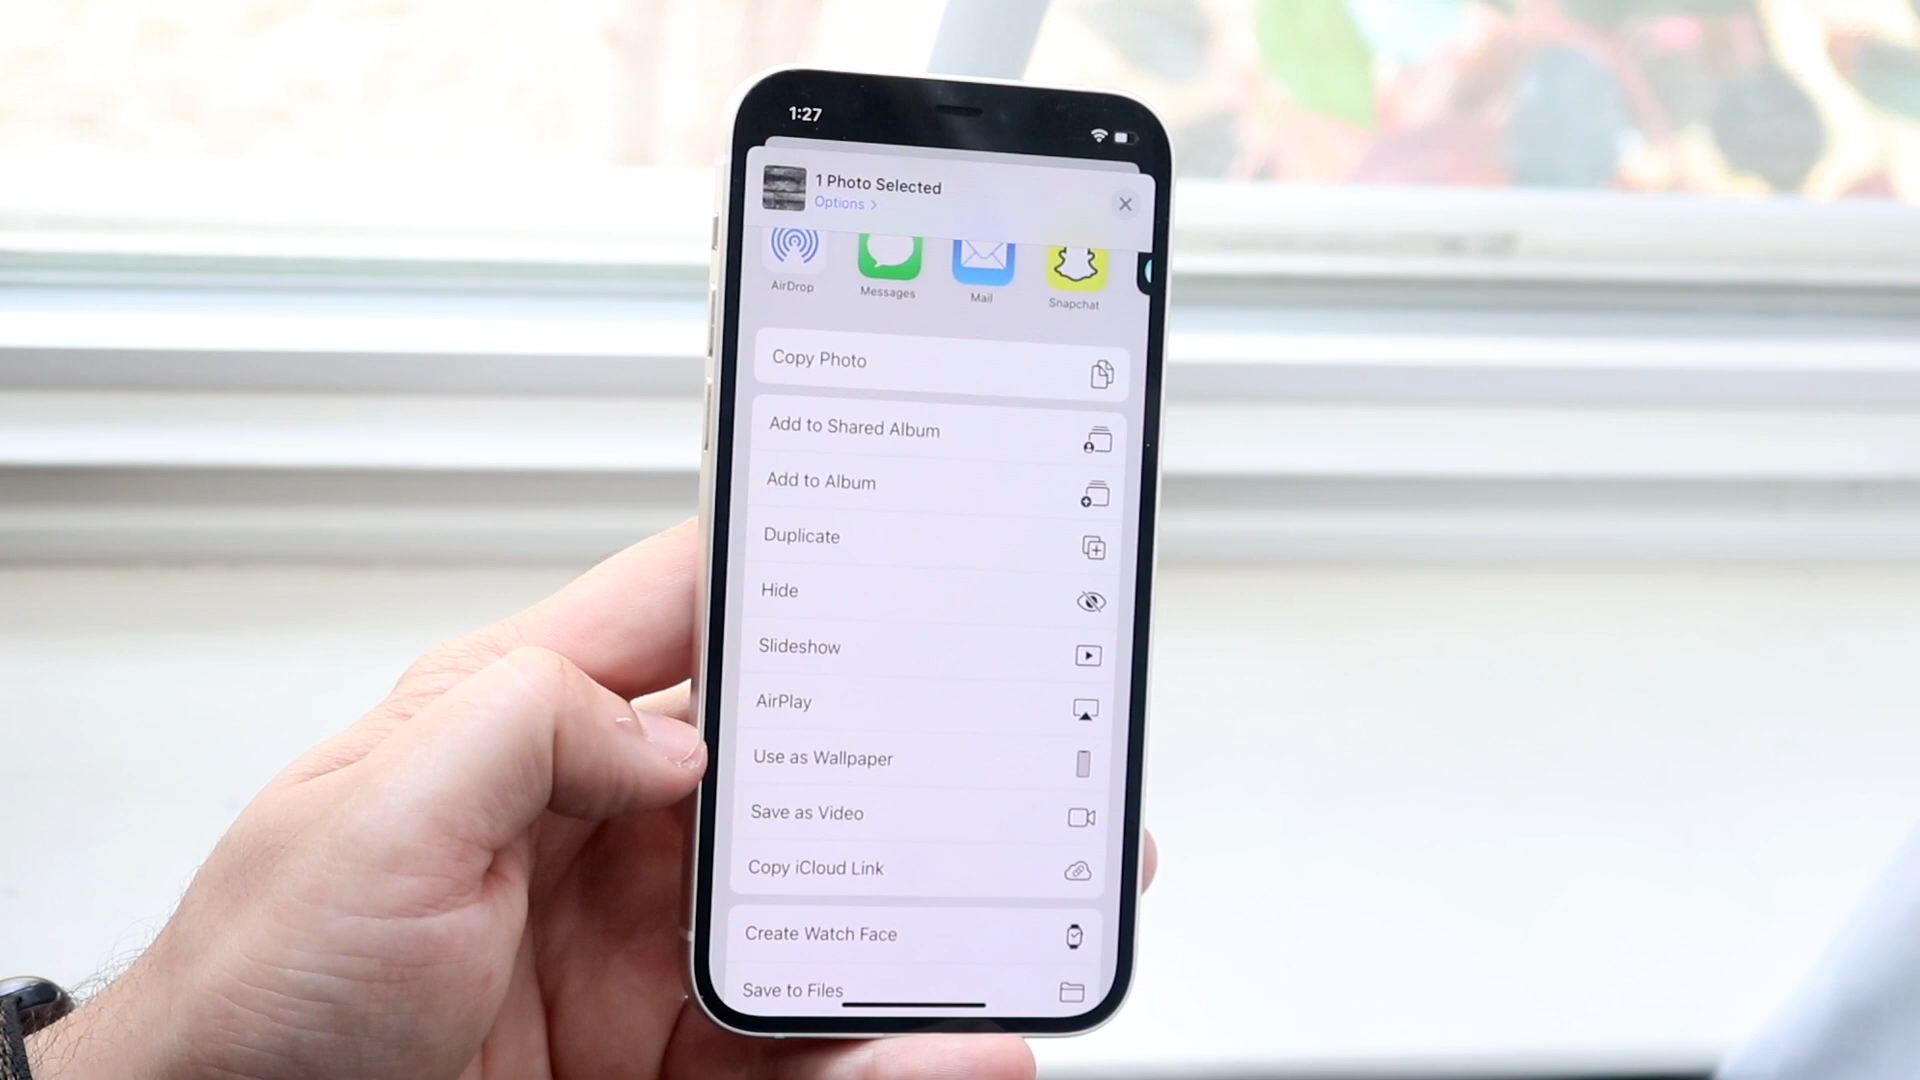 1:27
1 Photo Selected
Options >
AirDrop
Messages
Mail
Snapchat
Copy Photo
Add to Shared Album
Add to Album
Duplicate
Hide
Slideshow
AirPlay
Use as Wallpaper
Save as Video
Copy iCloud Link
Create Watch Face
Save to Files